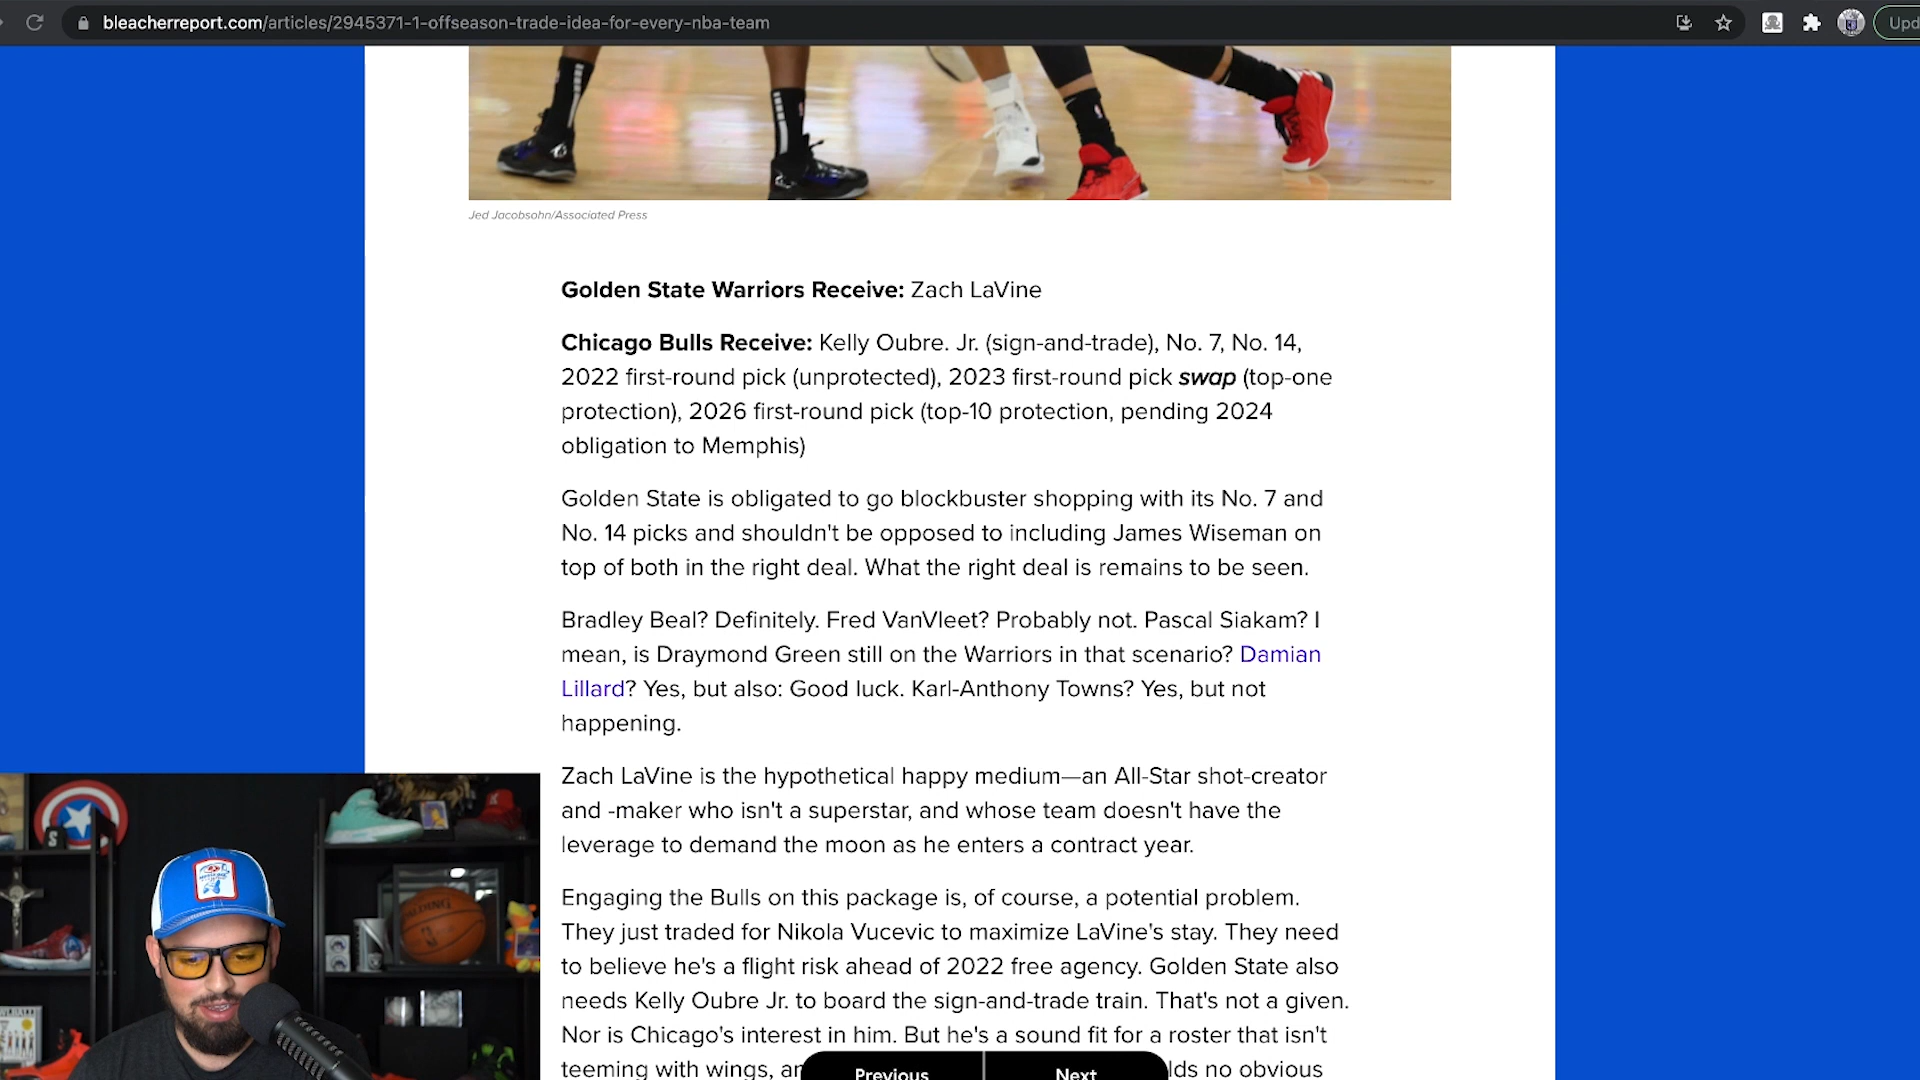 bleacherreport.com/articles/2945371-1-offseason-trade-idea-for-every-nba-team
Upd
Jed Jacobsohn/Associated Press
Golden State Warriors Receive: Zach LaVine
Chicago Bulls Receive: Kelly Oubre. Jr. (sign-and-trade), No. 7, No. 14,
2022 first-round pick (unprotected), 2023 first-round pick swap (top-one
protection), 2026 first-round pick (top-10 protection, pending 2024
obligation to Memphis)
Golden State is obligated to go blockbuster shopping with its No. 7 and
No. 14 picks and shouldn't be opposed to including James Wiseman on
top of both in the right deal. What the right deal is remains to be seen.
Bradley Beal? Definitely. Fred VanVleet? Probably not. Pascal Siakam? I
mean, is Draymond Green still on the Warriors in that scenario? Damian
Lillard? Yes, but also: Good luck. Karl-Anthony Towns? Yes, but not
happening.
Zach LaVine is the hypothetical happy medium—an All-Star shot-creator
and -maker who isn't a superstar, and whose team doesn't have the
leverage to demand the moon as he enters a contract year.
Engaging the Bulls on this package is, of course, a potential problem.
They just traded for Nikola Vucevic to maximize LaVine's stay. They need
to believe he's a flight risk ahead of 2022 free agency. Golden State also
needs Kelly Oubre Jr. to board the sign-and-trade train. That's not a given.
Nor is Chicago's interest in him. But he's a sound fit for a roster that isn't
teeming with wings, ar lds no obvious
Previous Next
SPALDING